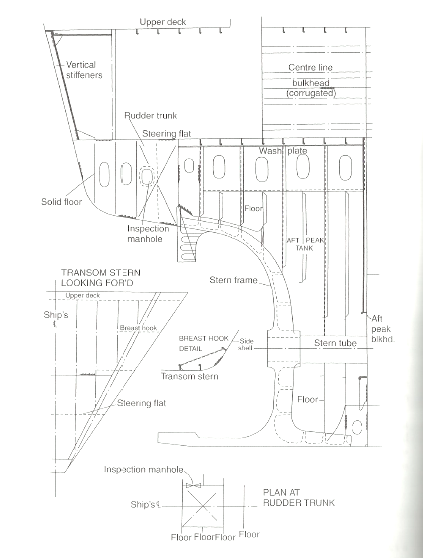 Upper deck
Vertical
stiffeners
Centre line
bulkhead
(corrugated)
Rudder trunk
Steering flat
Wash plate
Solid floor
Floor
Inspection
manhole
AFT PEAK
TANK
TRANSOM STERN
LOOKING FOR'D
Stern frame
Upper deck
Ship's ℄
Breast hook
BREAST HOOK
DETAIL
Side
shell
Aft
peak
blkhd.
Stern tube
Transom stern
Steering flat
Floor
Inspection manhole
PLAN AT
RUDDER TRUNK
Ship's ℄
Floor Floor Floor Floor